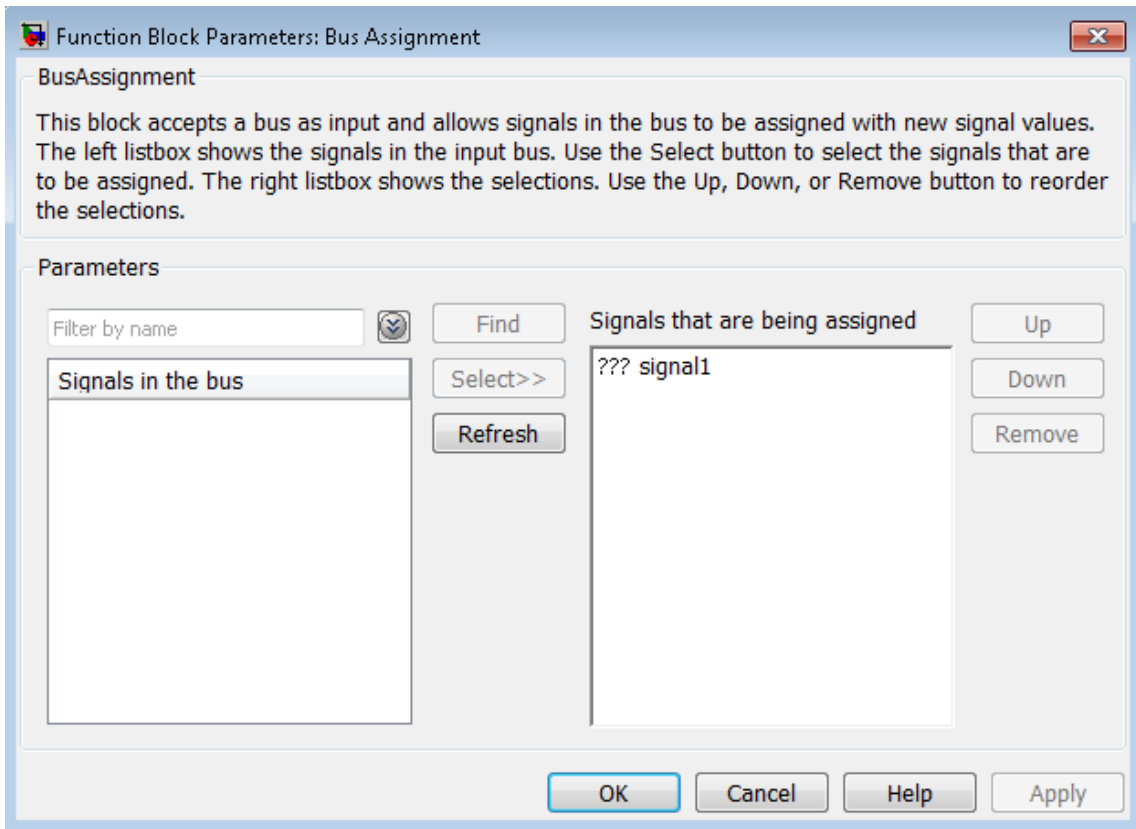 Function Block Parameters: Bus Assignment
BusAssignment
This block accepts a bus as input and allows signals in the bus to be assigned with new signal values.
The left listbox shows the signals in the input bus. Use the Select button to select the signals that are
to be assigned. The right listbox shows the selections. Use the Up, Down, or Remove button to reorder
the selections.
Parameters
Filter by name
Find
Signals that are being assigned
Up
Signals in the bus
Select>>
??? signal1
Down
Refresh
Remove
OK
Cancel
Help
Apply